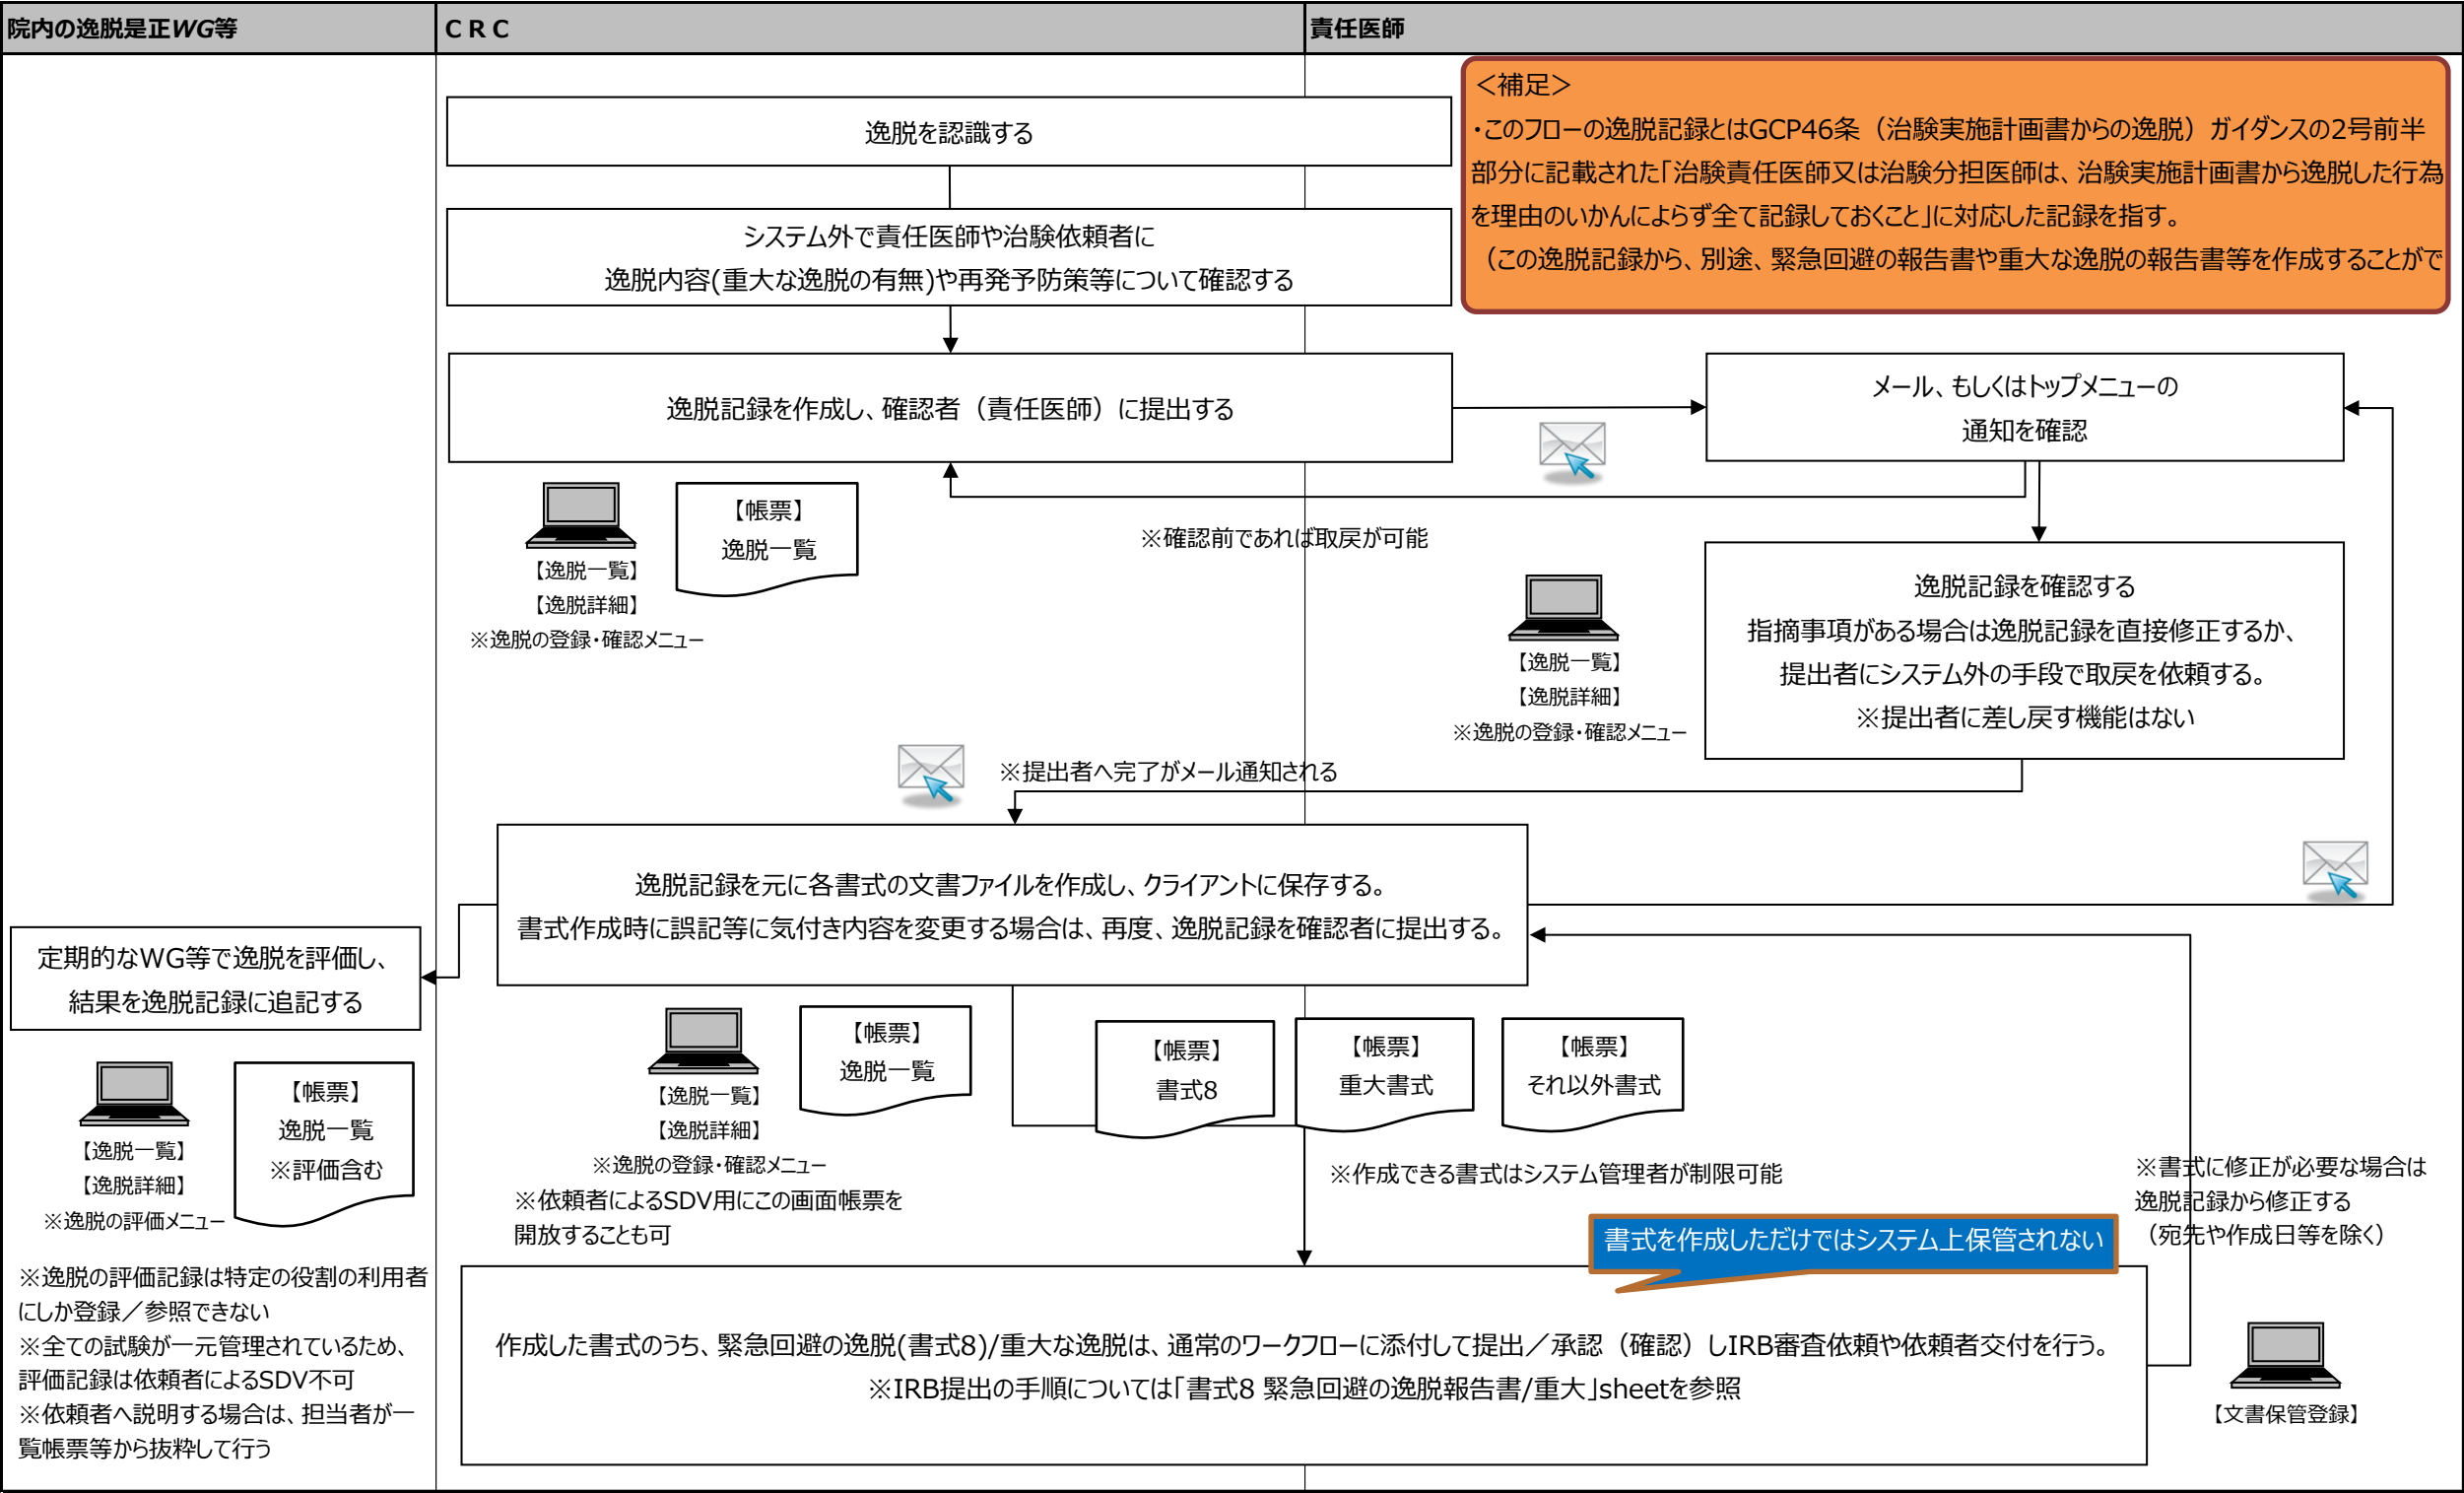 院内の逸脱是正WG等
ＣＲＣ
責任医師
＜補足＞
・このフローの逸脱記録とはGCP46条（治験実施計画書からの逸脱）ガイダンスの2号前半
部分に記載された「治験責任医師又は治験分担医師は、治験実施計画書から逸脱した行為
を理由のいかんによらず全て記録しておくこと」に対応した記録を指す。
（この逸脱記録から、別途、緊急回避の報告書や重大な逸脱の報告書等を作成することがで
逸脱を認識する
システム外で責任医師や治験依頼者に
逸脱内容(重大な逸脱の有無)や再発予防策等について確認する
逸脱記録を作成し、確認者（責任医師）に提出する
メール、もしくはトップメニューの
通知を確認
【帳票】
逸脱一覧
【逸脱一覧】
【逸脱詳細】
※逸脱の登録・確認メニュー
※確認前であれば取戻が可能
逸脱記録を確認する
指摘事項がある場合は逸脱記録を直接修正するか、
提出者にシステム外の手段で取戻を依頼する。
※提出者に差し戻す機能はない
【逸脱一覧】
【逸脱詳細】
※逸脱の登録・確認メニュー
※提出者へ完了がメール通知される
逸脱記録を元に各書式の文書ファイルを作成し、クライアントに保存する。
書式作成時に誤記等に気付き内容を変更する場合は、再度、逸脱記録を確認者に提出する。
定期的なWG等で逸脱を評価し、
結果を逸脱記録に追記する
【帳票】
逸脱一覧
※評価含む
【逸脱一覧】
【逸脱詳細】
※逸脱の評価メニュー
【帳票】
逸脱一覧
【逸脱一覧】
【逸脱詳細】
※逸脱の登録・確認メニュー
※依頼者によるSDV用にこの画面帳票を
開放することも可
【帳票】
書式8
【帳票】
重大書式
【帳票】
それ以外書式
※作成できる書式はシステム管理者が制限可能
※書式に修正が必要な場合は
逸脱記録から修正する
（宛先や作成日等を除く）
書式を作成しただけではシステム上保管されない
※逸脱の評価記録は特定の役割の利用者
にしか登録／参照できない
※全ての試験が一元管理されているため、
評価記録は依頼者によるSDV不可
※依頼者へ説明する場合は、担当者が一
覧帳票等から抜粋して行う
作成した書式のうち、緊急回避の逸脱(書式8)/重大な逸脱は、通常のワークフローに添付して提出／承認（確認）しIRB審査依頼や依頼者交付を行う。
※IRB提出の手順については「書式8 緊急回避の逸脱報告書/重大」sheetを参照
【文書保管登録】